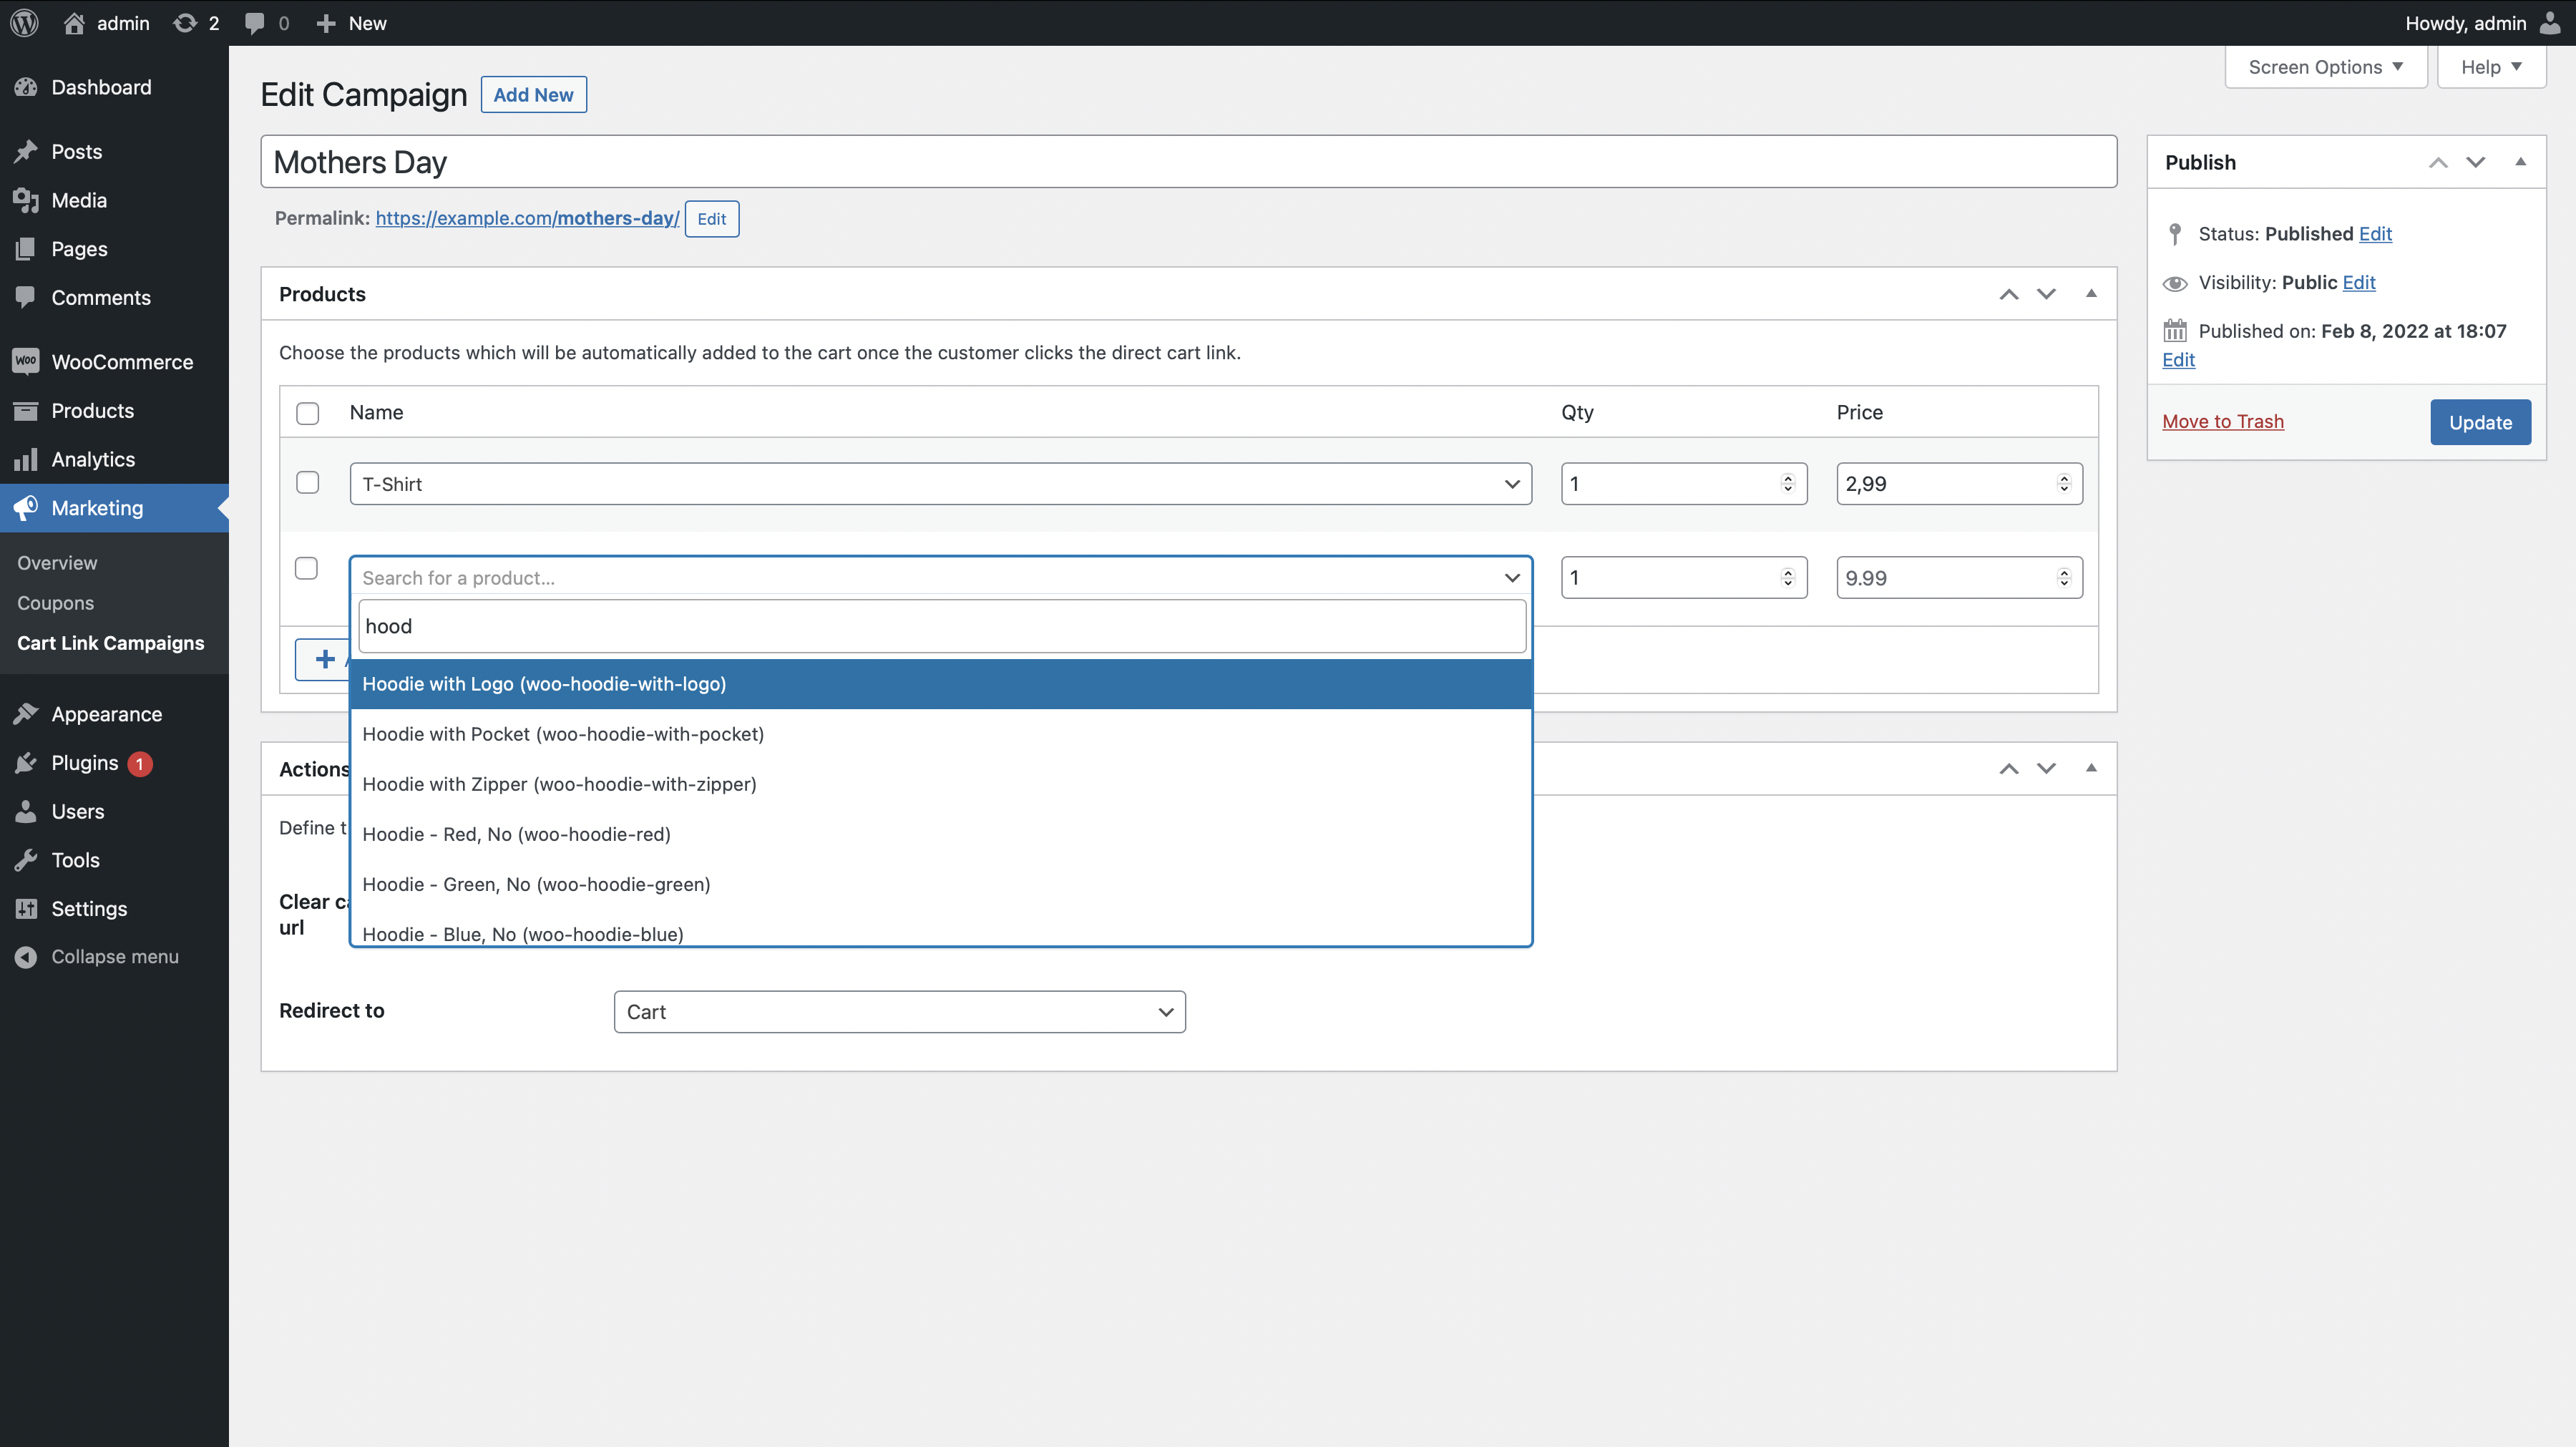 admin 2 0 New Howdy, admin
Screen Options Help
Dashboard
Posts
Media
Pages
Comments
WOO WooCommerce
Products
Analytics
Marketing
Overview
Coupons
Cart Link Campaigns
Appearance
Plugins 1
Users
Tools
Settings
Collapse menu
Edit Campaign Add New
Mothers Day
Permalink: https://example.com/mothers-day/ Edit
Products
Choose the products which will be automatically added to the cart once the customer clicks the direct cart link.
Name Qty Price
T-Shirt 1 2,99
Search for a product... 1 9.99
hood
Hoodie with Logo (woo-hoodie-with-logo)
Hoodie with Pocket (woo-hoodie-with-pocket)
Hoodie with Zipper (woo-hoodie-with-zipper)
Hoodie - Red, No (woo-hoodie-red)
Hoodie - Green, No (woo-hoodie-green)
Hoodie - Blue, No (woo-hoodie-blue)
Actions
Define
Clear
url
Redirect to Cart
Publish
Status: Published Edit
Visibility: Public Edit
Published on: Feb 8, 2022 at 18:07
Edit
Move to Trash Update